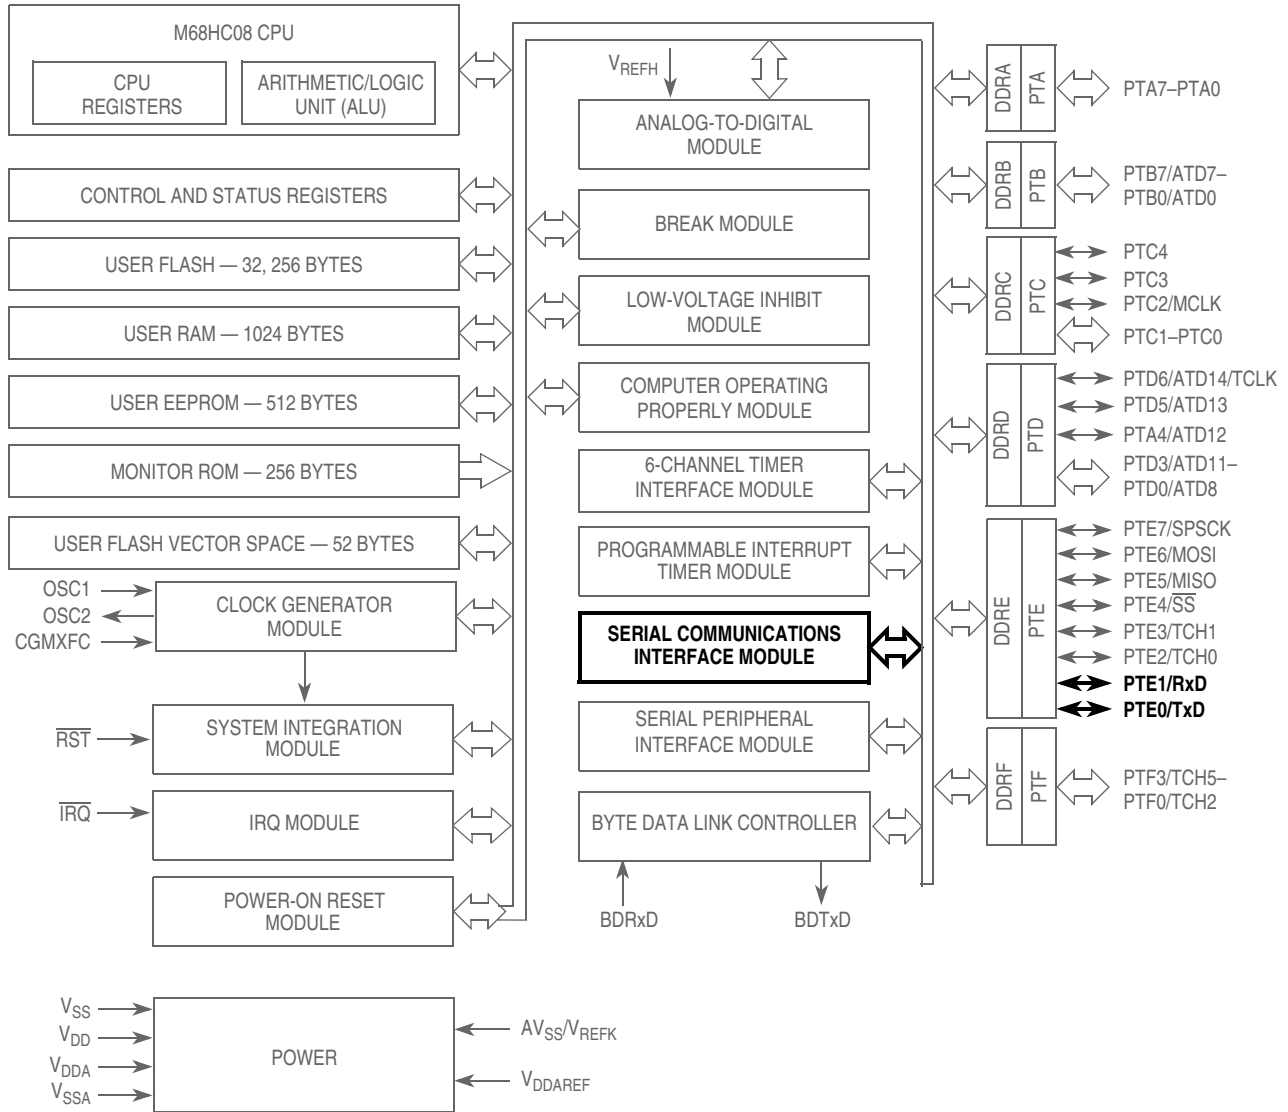 M68HC08 CPU
CPU
REGISTERS
ARITHMETIC/LOGIC
UNIT (ALU)
CONTROL AND STATUS REGISTERS
USER FLASH — 32, 256 BYTES
USER RAM — 1024 BYTES
USER EEPROM — 512 BYTES
MONITOR ROM — 256 BYTES
USER FLASH VECTOR SPACE — 52 BYTES
OSC1
OSC2
CGMXFC
CLOCK GENERATOR
MODULE
RST
SYSTEM INTEGRATION
MODULE
IRQ
IRQ MODULE
POWER-ON RESET
MODULE
VSS
VDD
VDDA
VSSA
POWER
AVSS/VREFK
VDDAREF
VREFH
ANALOG-TO-DIGITAL
MODULE
BREAK MODULE
LOW-VOLTAGE INHIBIT
MODULE
COMPUTER OPERATING
PROPERLY MODULE
6-CHANNEL TIMER
INTERFACE MODULE
PROGRAMMABLE INTERRUPT
TIMER MODULE
SERIAL COMMUNICATIONS
INTERFACE MODULE
SERIAL PERIPHERAL
INTERFACE MODULE
BYTE DATA LINK CONTROLLER
BDRxD
BDTxD
DDRA
PTA
PTA7–PTA0
DDRB
PTB
PTB7/ATD7–
PTB0/ATD0
DDRC
PTC
PTC4
PTC3
PTC2/MCLK
PTC1–PTC0
DDRD
PTD
PTD6/ATD14/TCLK
PTD5/ATD13
PTA4/ATD12
PTD3/ATD11–
PTD0/ATD8
DDRE
PTE
PTE7/SPSCK
PTE6/MOSI
PTE5/MISO
PTE4/SS
PTE3/TCH1
PTE2/TCH0
PTE1/RxD
PTE0/TxD
DDRF
PTF
PTF3/TCH5–
PTF0/TCH2